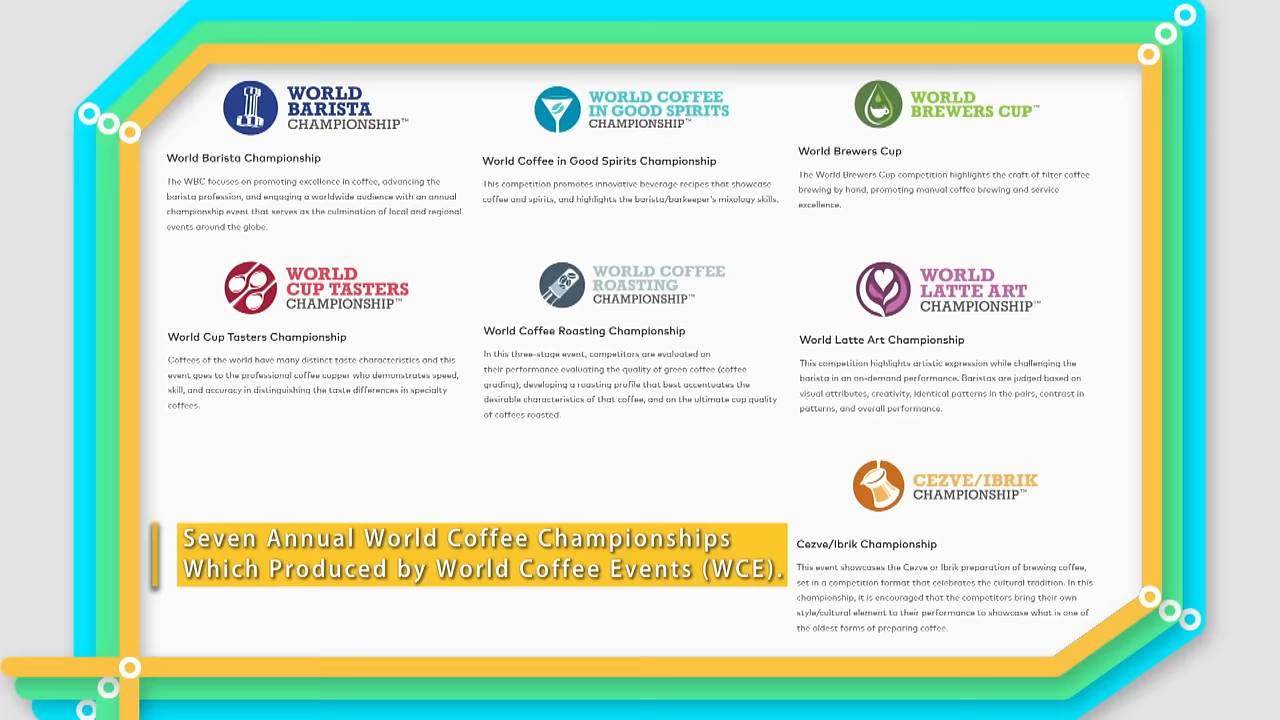 WORLD
BARISTA
CHAMPIONSHIP™
World Barista Championship
The WBC focuses on promoting excellence in coffee, advancing the
barista profession, and engaging a worldwide audience with an annual
championship event that serves as the culmination of local and regional
events around the globe.
WORLD COFFEE
IN GOOD SPIRITS
CHAMPIONSHIP™
World Coffee in Good Spirits Championship
This competition promotes innovative beverage recipes that showcase
coffee and spirits, and highlights the barista/barkeeper's mixology skills.
WORLD
BREWERS CUP™
World Brewers Cup
The World Brewers Cup competition highlights the craft of filter coffee
brewing by hand, promoting manual coffee brewing and service
excellence.
WORLD
CUP TASTERS
CHAMPIONSHIP™
World Cup Tasters Championship
Coffees of the world have many distinct taste characteristics and this
event goes to the professional coffee cupper who demonstrates speed,
skill, and accuracy in distinguishing the taste differences in specialty
coffees.
WORLD COFFEE
ROASTING
CHAMPIONSHIP™
World Coffee Roasting Championship
In this three-stage event, competitors are evaluated on
their performance evaluating the quality of green coffee (coffee
grading), developing a roasting profile that best accentuates the
desirable characteristics of that coffee, and on the ultimate cup quality
of coffees roasted.
WORLD
LATTE ART
CHAMPIONSHIP™
World Latte Art Championship
This competition highlights artistic expression while challenging the
barista in an on-demand performance. Baristas are judged based on
visual attributes, creativity, identical patterns in the pairs, contrast in
patterns, and overall performance.
CEZVE/IBRIK
CHAMPIONSHIP™
Cezve/Ibrik Championship
This event showcases the Cezve or Ibrik preparation of brewing coffee,
set in a competition format that celebrates the cultural tradition. In this
championship, it is encouraged that the competitors bring their own
style/cultural element to their performance to showcase what is one of
the oldest forms of preparing coffee.
Seven Annual World Coffee Championships
Which Produced by World Coffee Events (WCE).